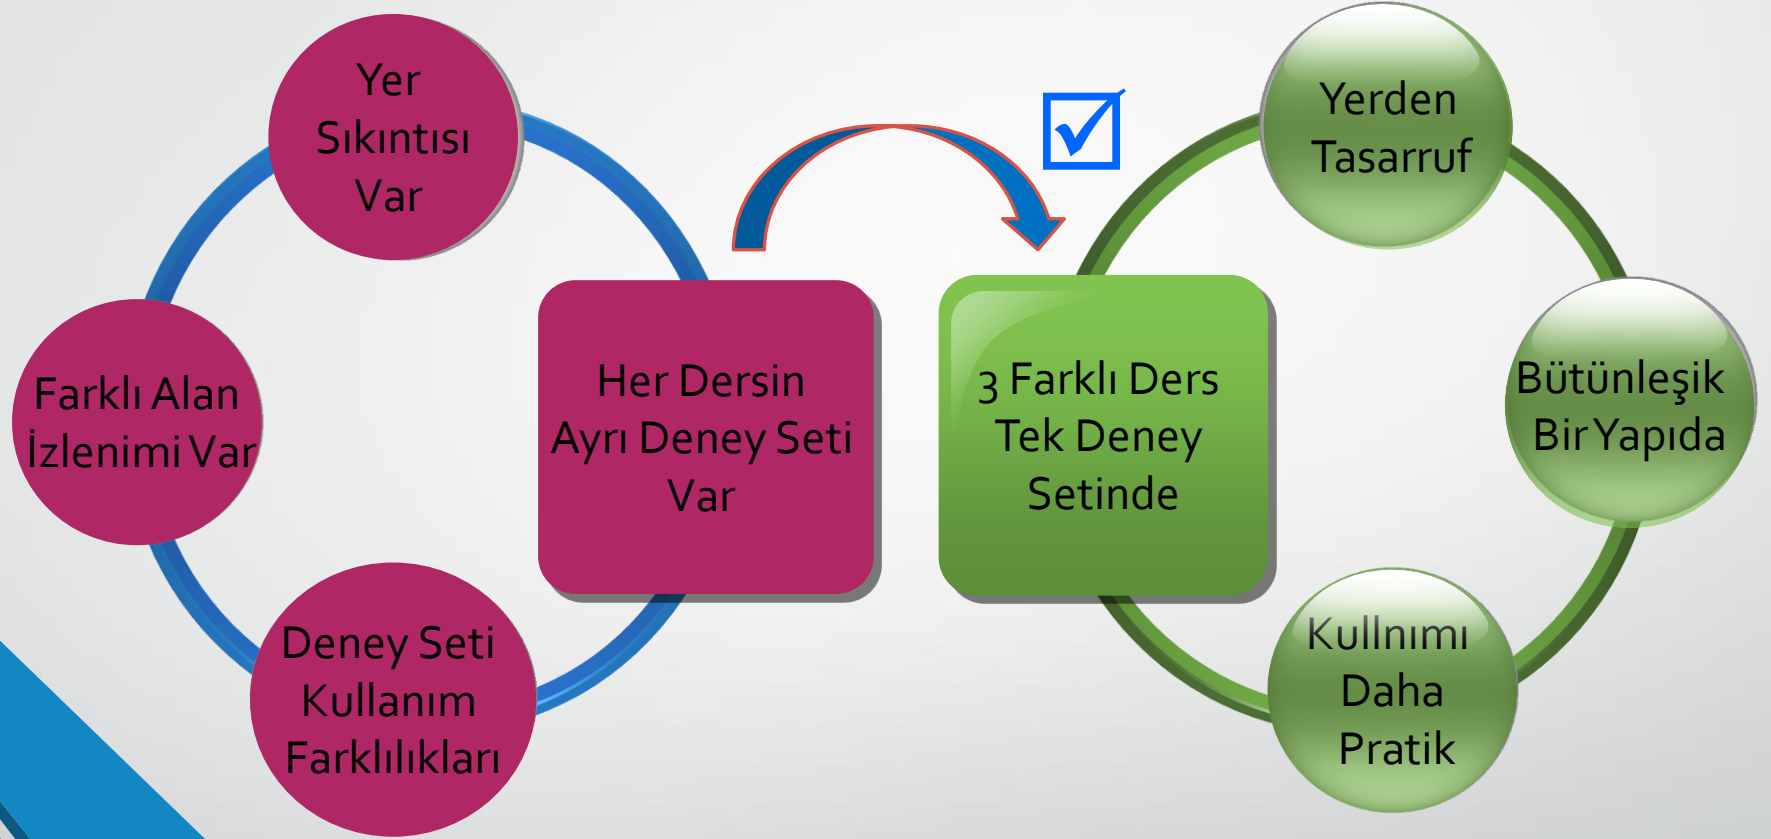 Yer
Sıkıntısı
Var
Farklı Alan
İzlenimi Var
Deney Seti
Kullanım
Farklılıkları
Her Dersin
Ayrı Deney Seti
Var
3 Farklı Ders
Tek Deney
Setinde
Yerden
Tasarruf
Bütünleşik
Bir Yapıda
Kullnımı
Daha
Pratik